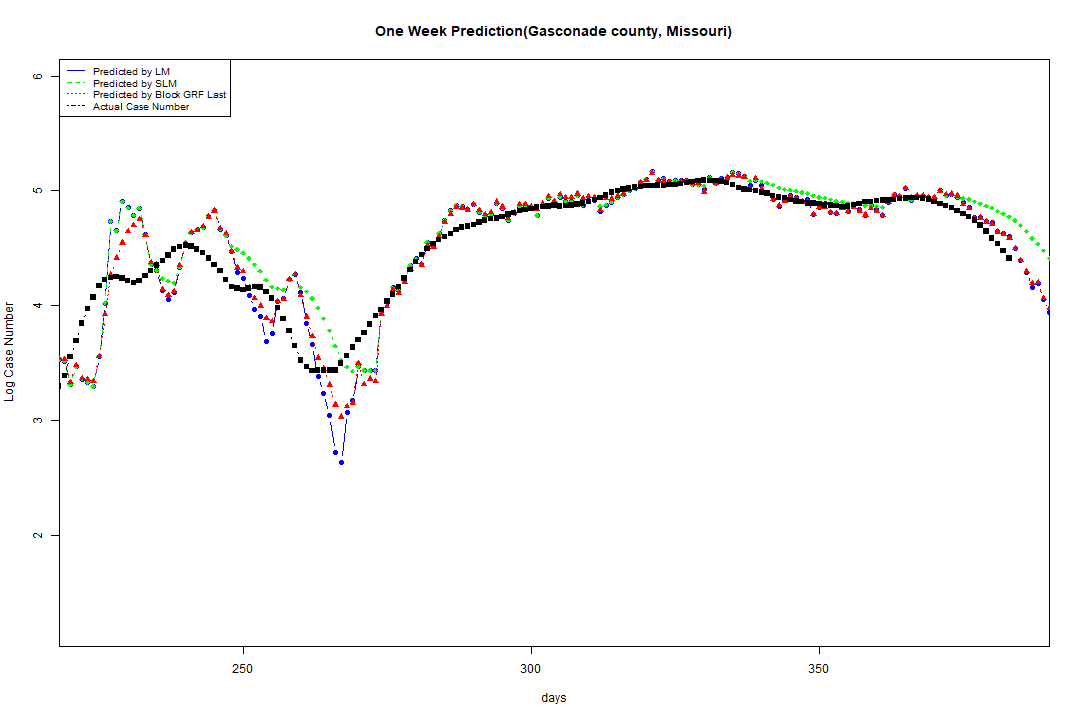 One Week Prediction(Gasconade county, Missouri)
Predicted by LM
Predicted by SLM
Predicted by Block GRF Last
Actual Case Number
6
5
4
3
2
Log Case Number
250
300
350
days